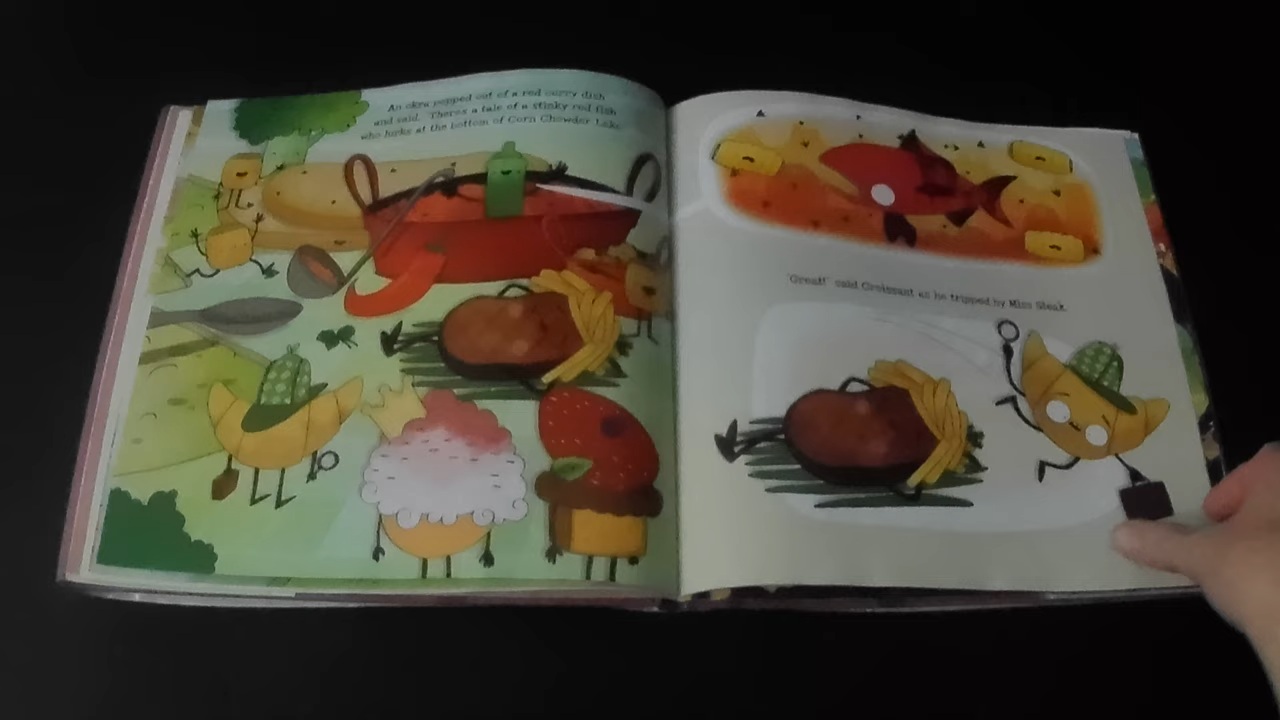 An okra popped out of a red curry dish
and said, "There's a tale of a stinky red fish
who lurks at the bottom of Corn Chowder Lake.
"Great!" said Croissant as he tripped by Miss Steak.